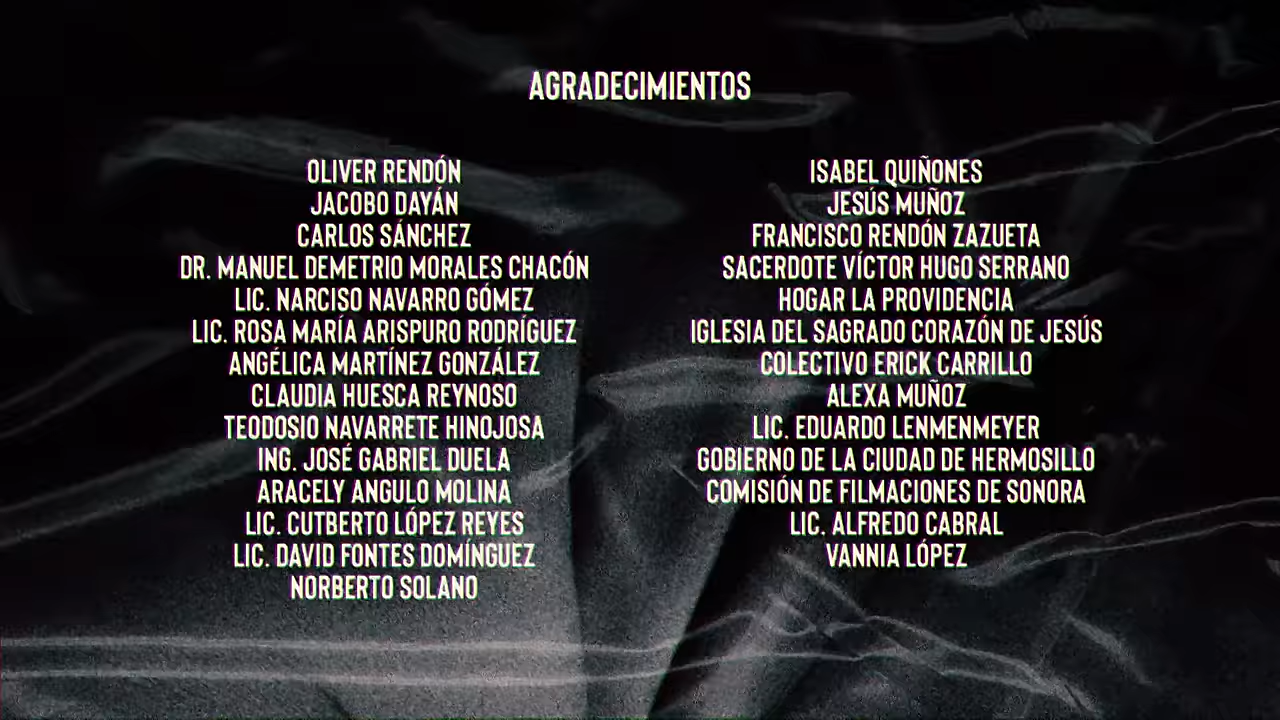 AGRADECIMIENTOS
OLIVER RENDÓN
JACOBO DAYÁN
CARLOS SÁNCHEZ
DR. MANUEL DEMETRIO MORALES CHACÓN
LIC. NARCISO NAVARRO GÓMEZ
LIC. ROSA MARÍA ARISPURO RODRÍGUEZ
ANGÉLICA MARTÍNEZ GONZÁLEZ
CLAUDIA HUESCA REYNOSO
TEODOSIO NAVARRETE HINOJOSA
ING. JOSÉ GABRIEL DUELA
ARACELY ANGULO MOLINA
LIC. CUTBERTO LÓPEZ REYES
LIC. DAVID FONTES DOMÍNGUEZ
NORBERTO SOLANO
ISABEL QUIÑONES
JESÚS MUÑOZ
FRANCISCO RENDÓN ZAZUETA
SACERDOTE VÍCTOR HUGO SERRANO
HOGAR LA PROVIDENCIA
IGLESIA DEL SAGRADO CORAZÓN DE JESÚS
COLECTIVO ERICK CARRILLO
ALEXA MUÑOZ
LIC. EDUARDO LENMENMEYER
GOBIERNO DE LA CIUDAD DE HERMOSILLO
COMISIÓN DE FILMACIONES DE SONORA
LIC. ALFREDO CABRAL
VANNIA LÓPEZ